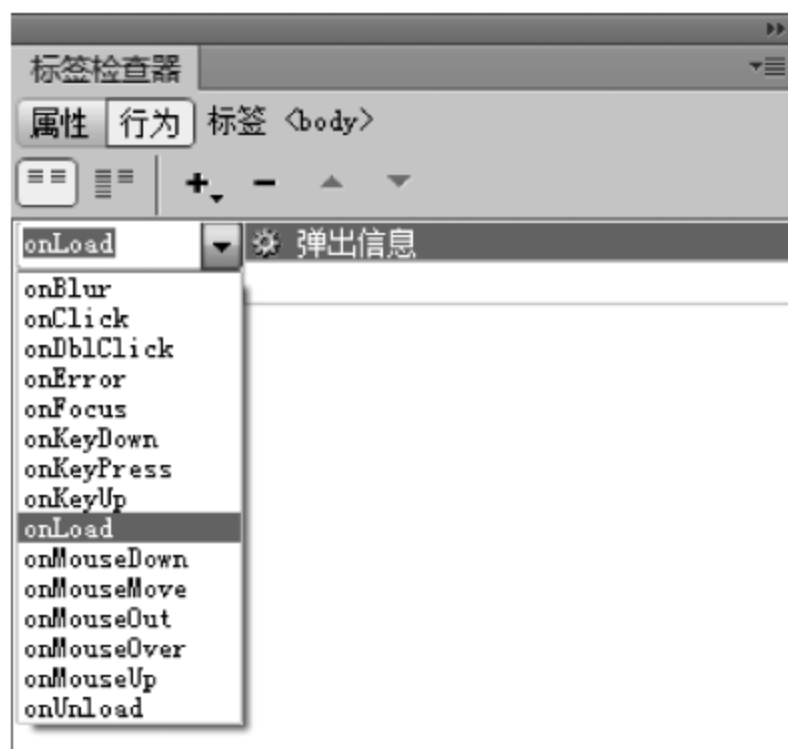 标签检查器
属性 行为 标签 <body>
onLoad 弹出信息
onBlur
onClick
onDblClick
onError
onFocus
onKeyDown
onKeyPress
onKeyUp
onLoad
onMouseDown
onMouseMove
onMouseOut
onMouseOver
onMouseUp
onUnload